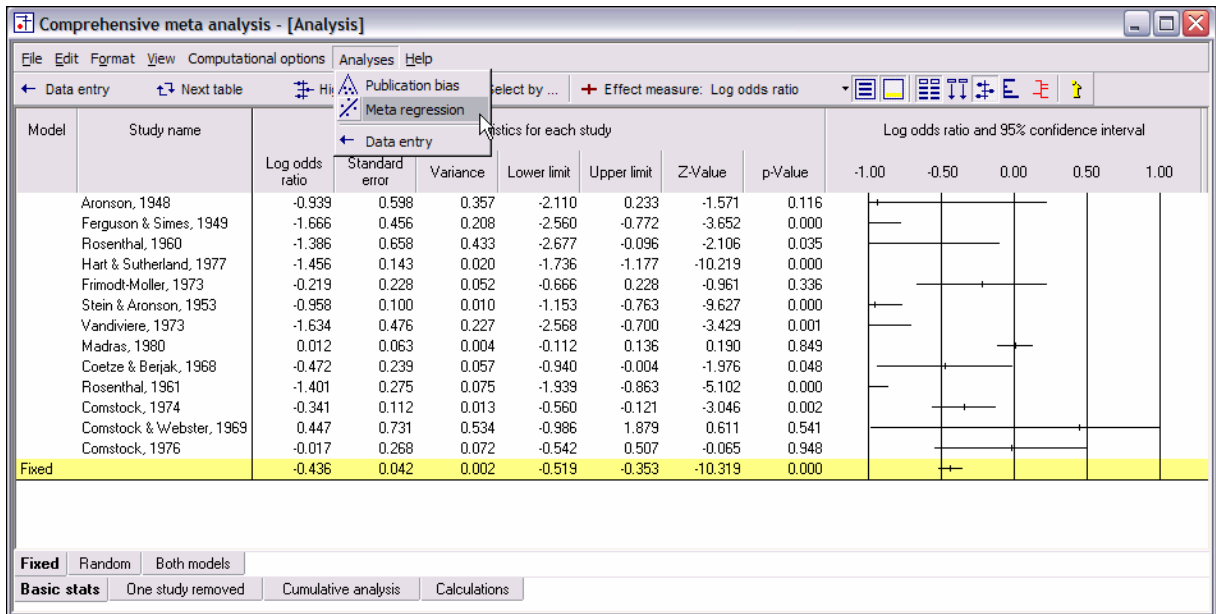 Comprehensive meta analysis - [Analysis]
File Edit Format View Computational options Analyses Help
← Data entry Next table Hi Select by ... Effect measure: Log odds ratio
Publication bias
Meta regression
← Data entry
Model Study name istics for each study Log odds ratio and 95% confidence interval
Log odds ratio Standard error Variance Lower limit Upper limit Z-Value p-Value -1.00 -0.50 0.00 0.50 1.00
Aronson, 1948 -0.939 0.598 0.357 -2.110 0.233 -1.571 0.116
Ferguson & Simes, 1949 -1.666 0.456 0.208 -2.560 -0.772 -3.652 0.000
Rosenthal, 1960 -1.386 0.658 0.433 -2.677 -0.096 -2.106 0.035
Hart & Sutherland, 1977 -1.456 0.143 0.020 -1.736 -1.177 -10.219 0.000
Frimodt-Moller, 1973 -0.219 0.228 0.052 -0.666 0.228 -0.961 0.336
Stein & Aronson, 1953 -0.958 0.100 0.010 -1.153 -0.763 -9.627 0.000
Vandiviere, 1973 -1.634 0.476 0.227 -2.568 -0.700 -3.429 0.001
Madras, 1980 0.012 0.063 0.004 -0.112 0.136 0.190 0.849
Coetze & Berjak, 1968 -0.472 0.239 0.057 -0.940 -0.004 -1.976 0.048
Rosenthal, 1961 -1.401 0.275 0.075 -1.939 -0.863 -5.102 0.000
Comstock, 1974 -0.341 0.112 0.013 -0.560 -0.121 -3.046 0.002
Comstock & Webster, 1969 0.447 0.731 0.534 -0.986 1.879 0.611 0.541
Comstock, 1976 -0.017 0.268 0.072 -0.542 0.507 -0.065 0.948
Fixed -0.436 0.042 0.002 -0.519 -0.353 -10.319 0.000
Fixed Random Both models
Basic stats One study removed Cumulative analysis Calculations